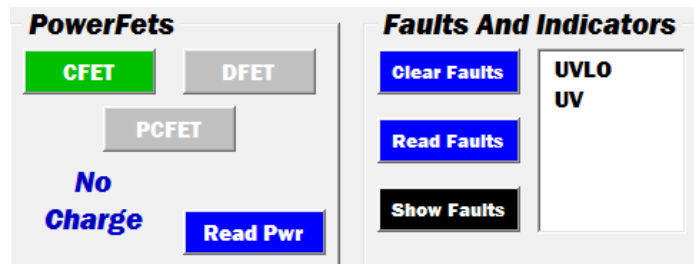 PowerFets
CFET
DFET
PCFET
No
Charge
Read Pwr
Faults And Indicators
Clear Faults
Read Faults
Show Faults
UVLO
UV